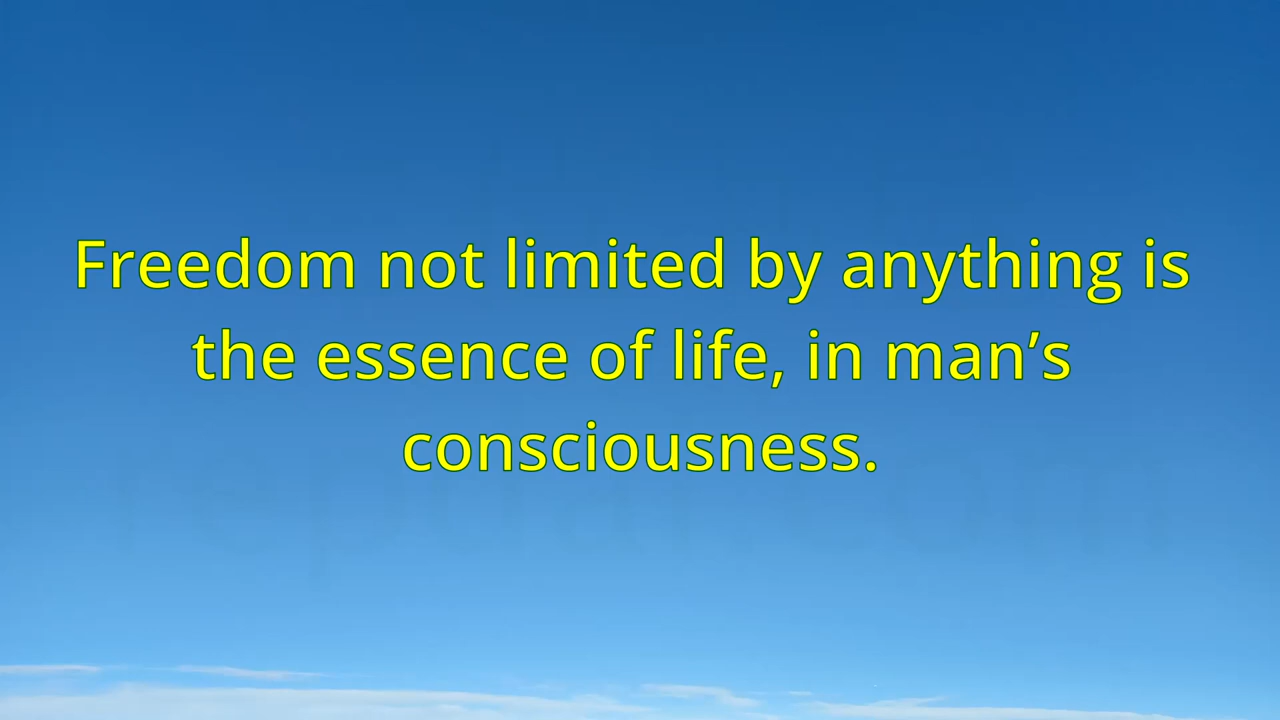 Freedom not limited by anything is
the essence of life, in man’s
consciousness.